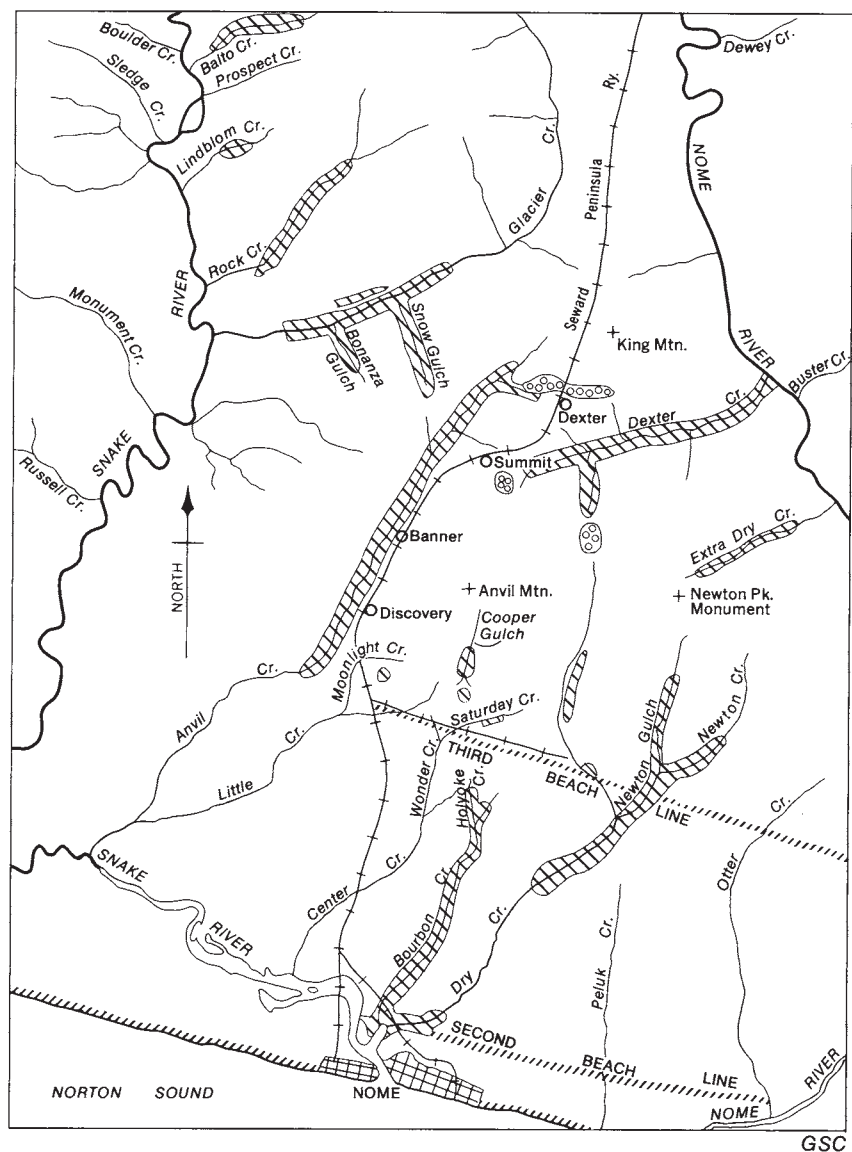 Boulder Cr.
Balto Cr.
Sledge Cr.
Prospect Cr.
Dewey Cr.
Lindblom Cr.
Glacier Cr.
Seward Peninsula Ry.
NOME RIVER
Rock Cr.
RIVER
Monument Cr.
Bonanza Gulch
Snow Gulch
King Mtn.
Buster Cr.
Dexter
Dexter Cr.
SNAKE
Russell Cr.
Summit
NORTH
Banner
Extra Dry Cr.
Anvil Mtn.
Newton Pk.
Monument
Discovery
Cooper
Gulch
Moonlight Cr.
Anvil Cr.
Saturday Cr.
Newton Gulch
Newton Cr.
THIRD BEACH LINE
Little Cr.
Wonder Cr.
Holyoke Cr.
Otter Cr.
SNAKE RIVER
Center Cr.
Bourbon Cr.
Dry Cr.
Peluk Cr.
SECOND BEACH LINE
NORTON SOUND
NOME
NOME RIVER
GSC